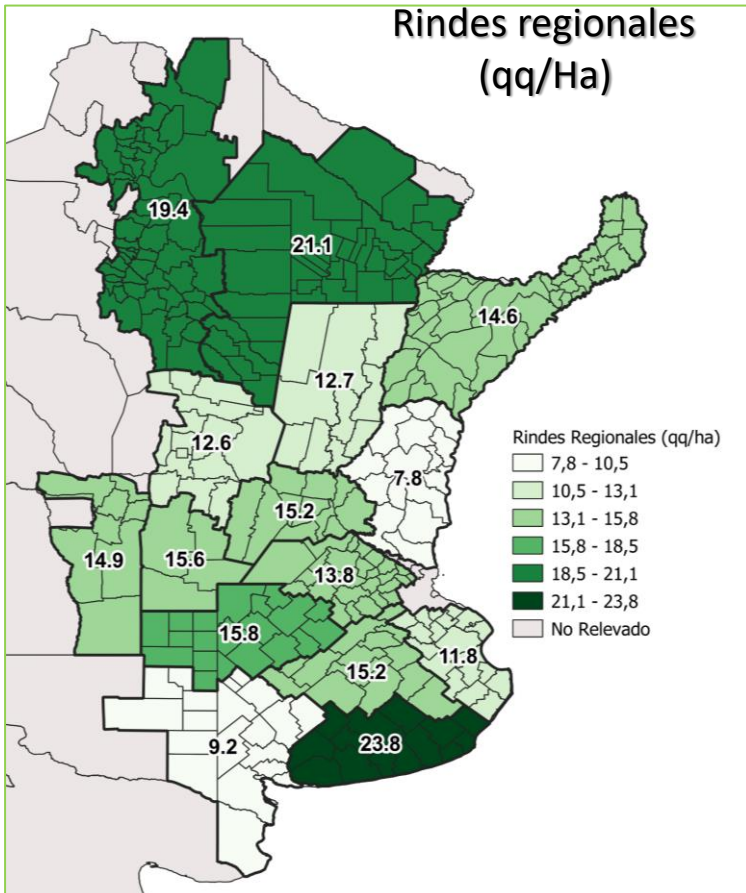 Rindes regionales
(qq/Ha)
19.4
21.1
14.6
12.7
12.6
7.8
15.2
14.9
15.6
13.8
15.8
11.8
15.2
23.8
9.2
Rindes Regionales (qq/ha)
7,8 - 10,5
10,5 - 13,1
13,1 - 15,8
15,8 - 18,5
18,5 - 21,1
21,1 - 23,8
No Relevado